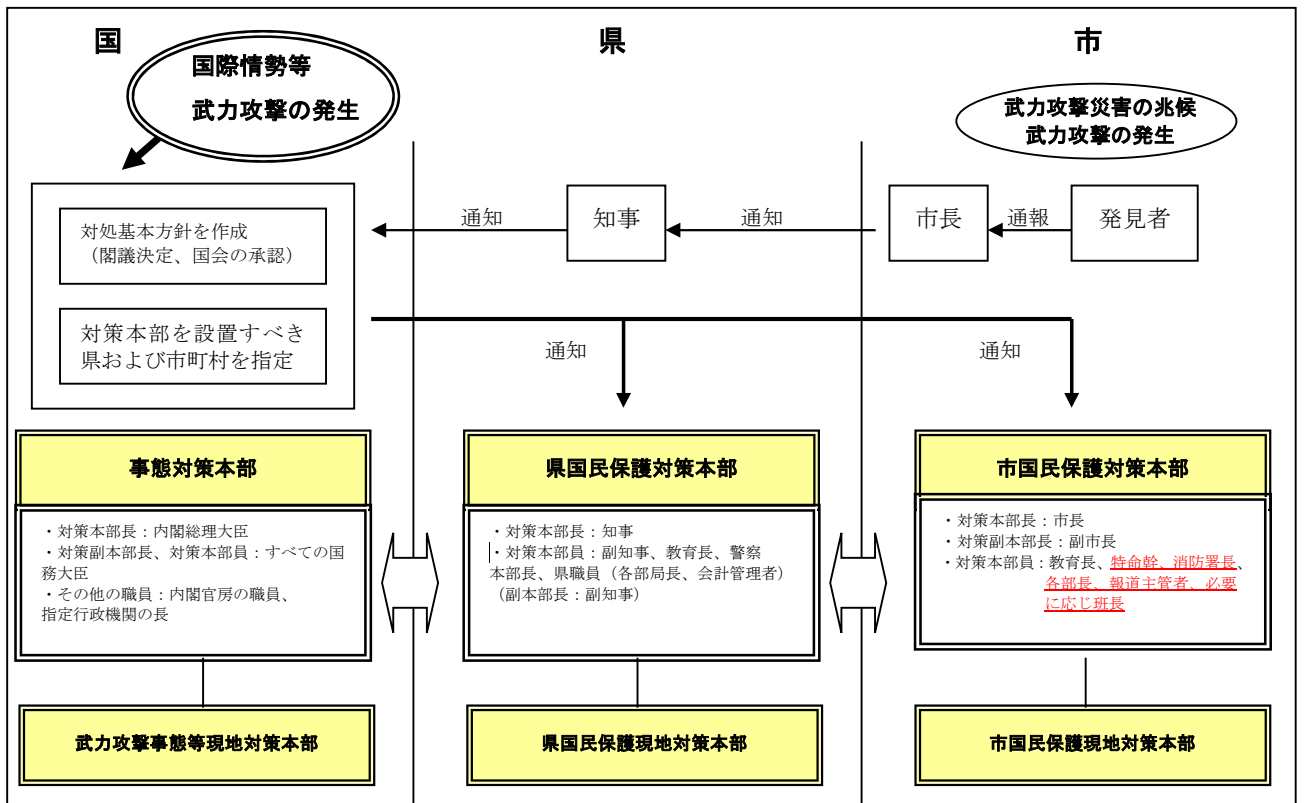 国
県
市
国際情勢等
武力攻撃の発生
武力攻撃災害の兆候
武力攻撃の発生
通知
知事
通知
市長
通報
発見者
対処基本方針を作成
（閣議決定、国会の承認）
対策本部を設置すべき
県および市町村を指定
通知
通知
事態対策本部
・対策本部長：内閣総理大臣
・対策副本部長、対策本部員：すべての国
務大臣
・その他の職員：内閣官房の職員、
指定行政機関の長
県国民保護対策本部
・対策本部長：知事
・対策本部員：副知事、教育長、警察
本部長、県職員（各部局長、会計管理者）
（副本部長：副知事）
市国民保護対策本部
・対策本部長：市長
・対策副本部長：副市長
・対策本部員：教育長、特命幹、消防署長、
各部長、報道主管者、必要
に応じ班長
武力攻撃事態等現地対策本部
県国民保護現地対策本部
市国民保護現地対策本部